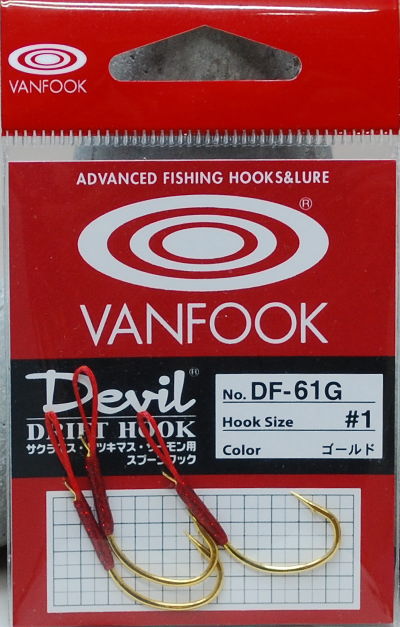 VANFOOK
ADVANCED FISHING HOOKS&LURE
®
VANFOOK
Devil®
DRIFT HOOK
サクラマス・サツキマス・サーモン用
スプーンフック
No. DF-61G
Hook Size #1
Color ゴールド